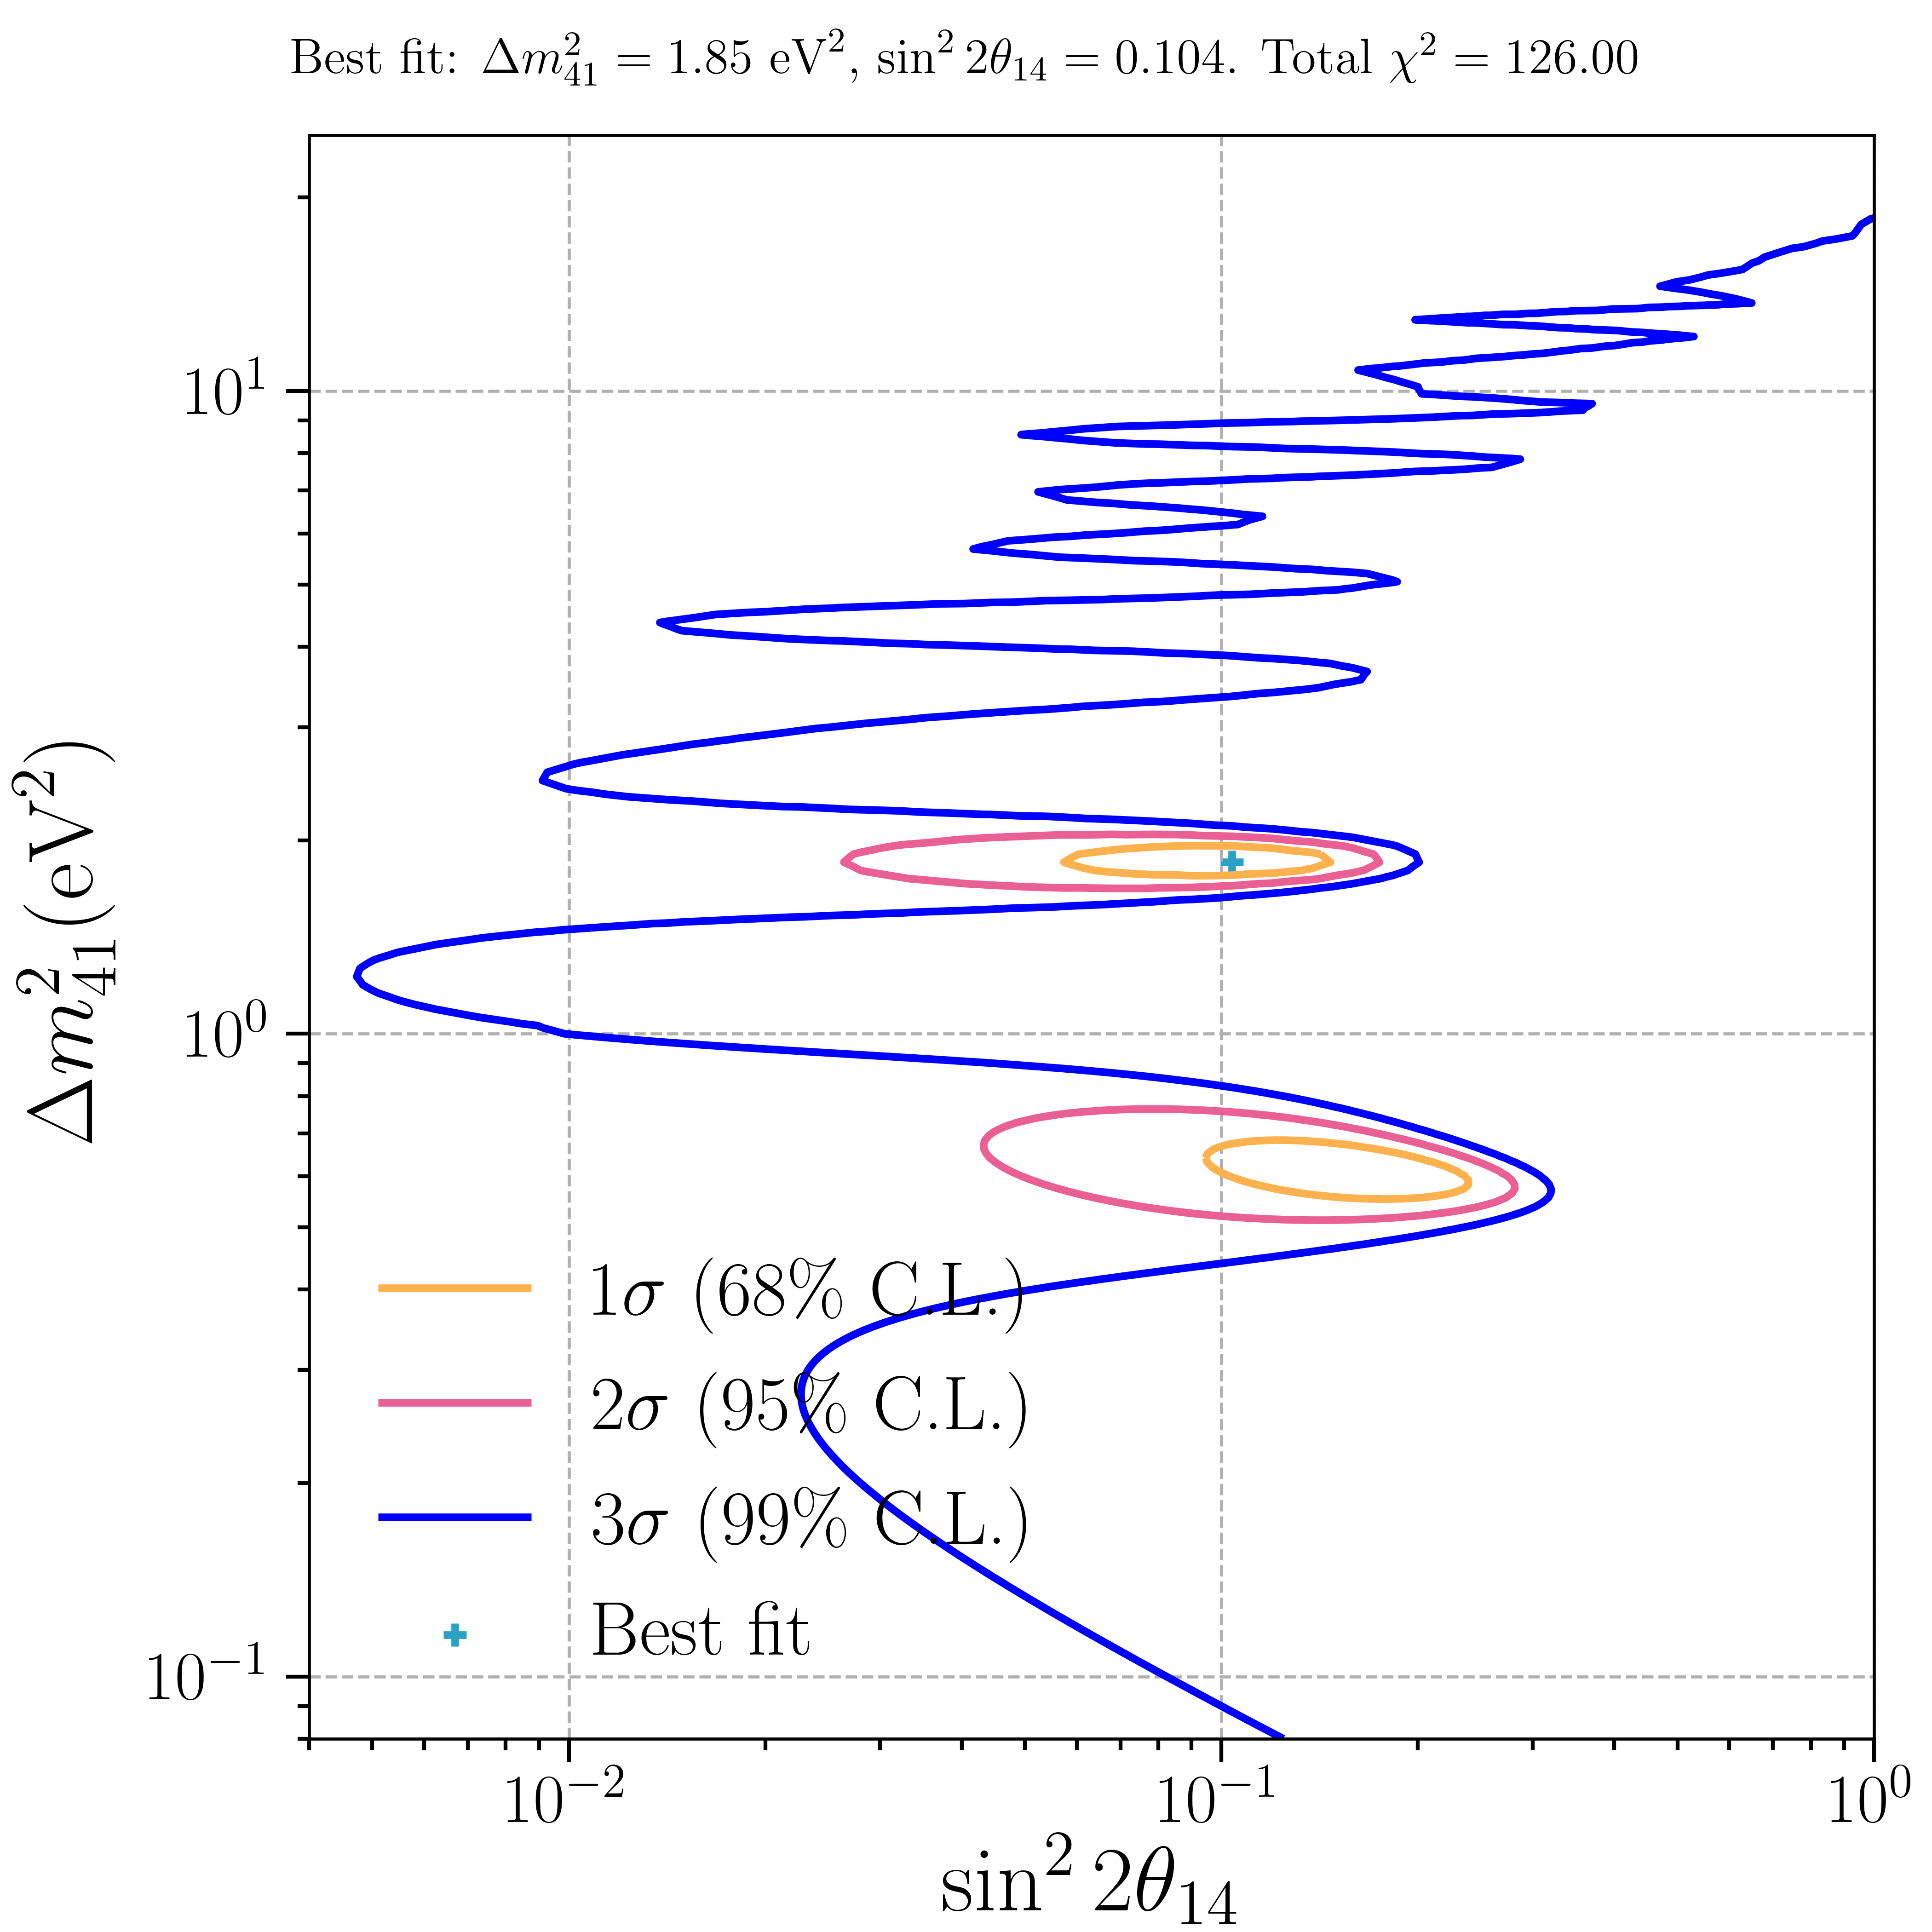 Best fit: Δm²₄₁ = 1.85 eV², sin² 2θ₁₄ = 0.104. Total χ² = 126.00
Δm²₄₁(eV²)
10¹
10⁰
10⁻¹
1σ (68% C.L.)
2σ (95% C.L.)
3σ (99% C.L.)
Best fit
10⁻²
10⁻¹
10⁰
sin² 2θ₁₄